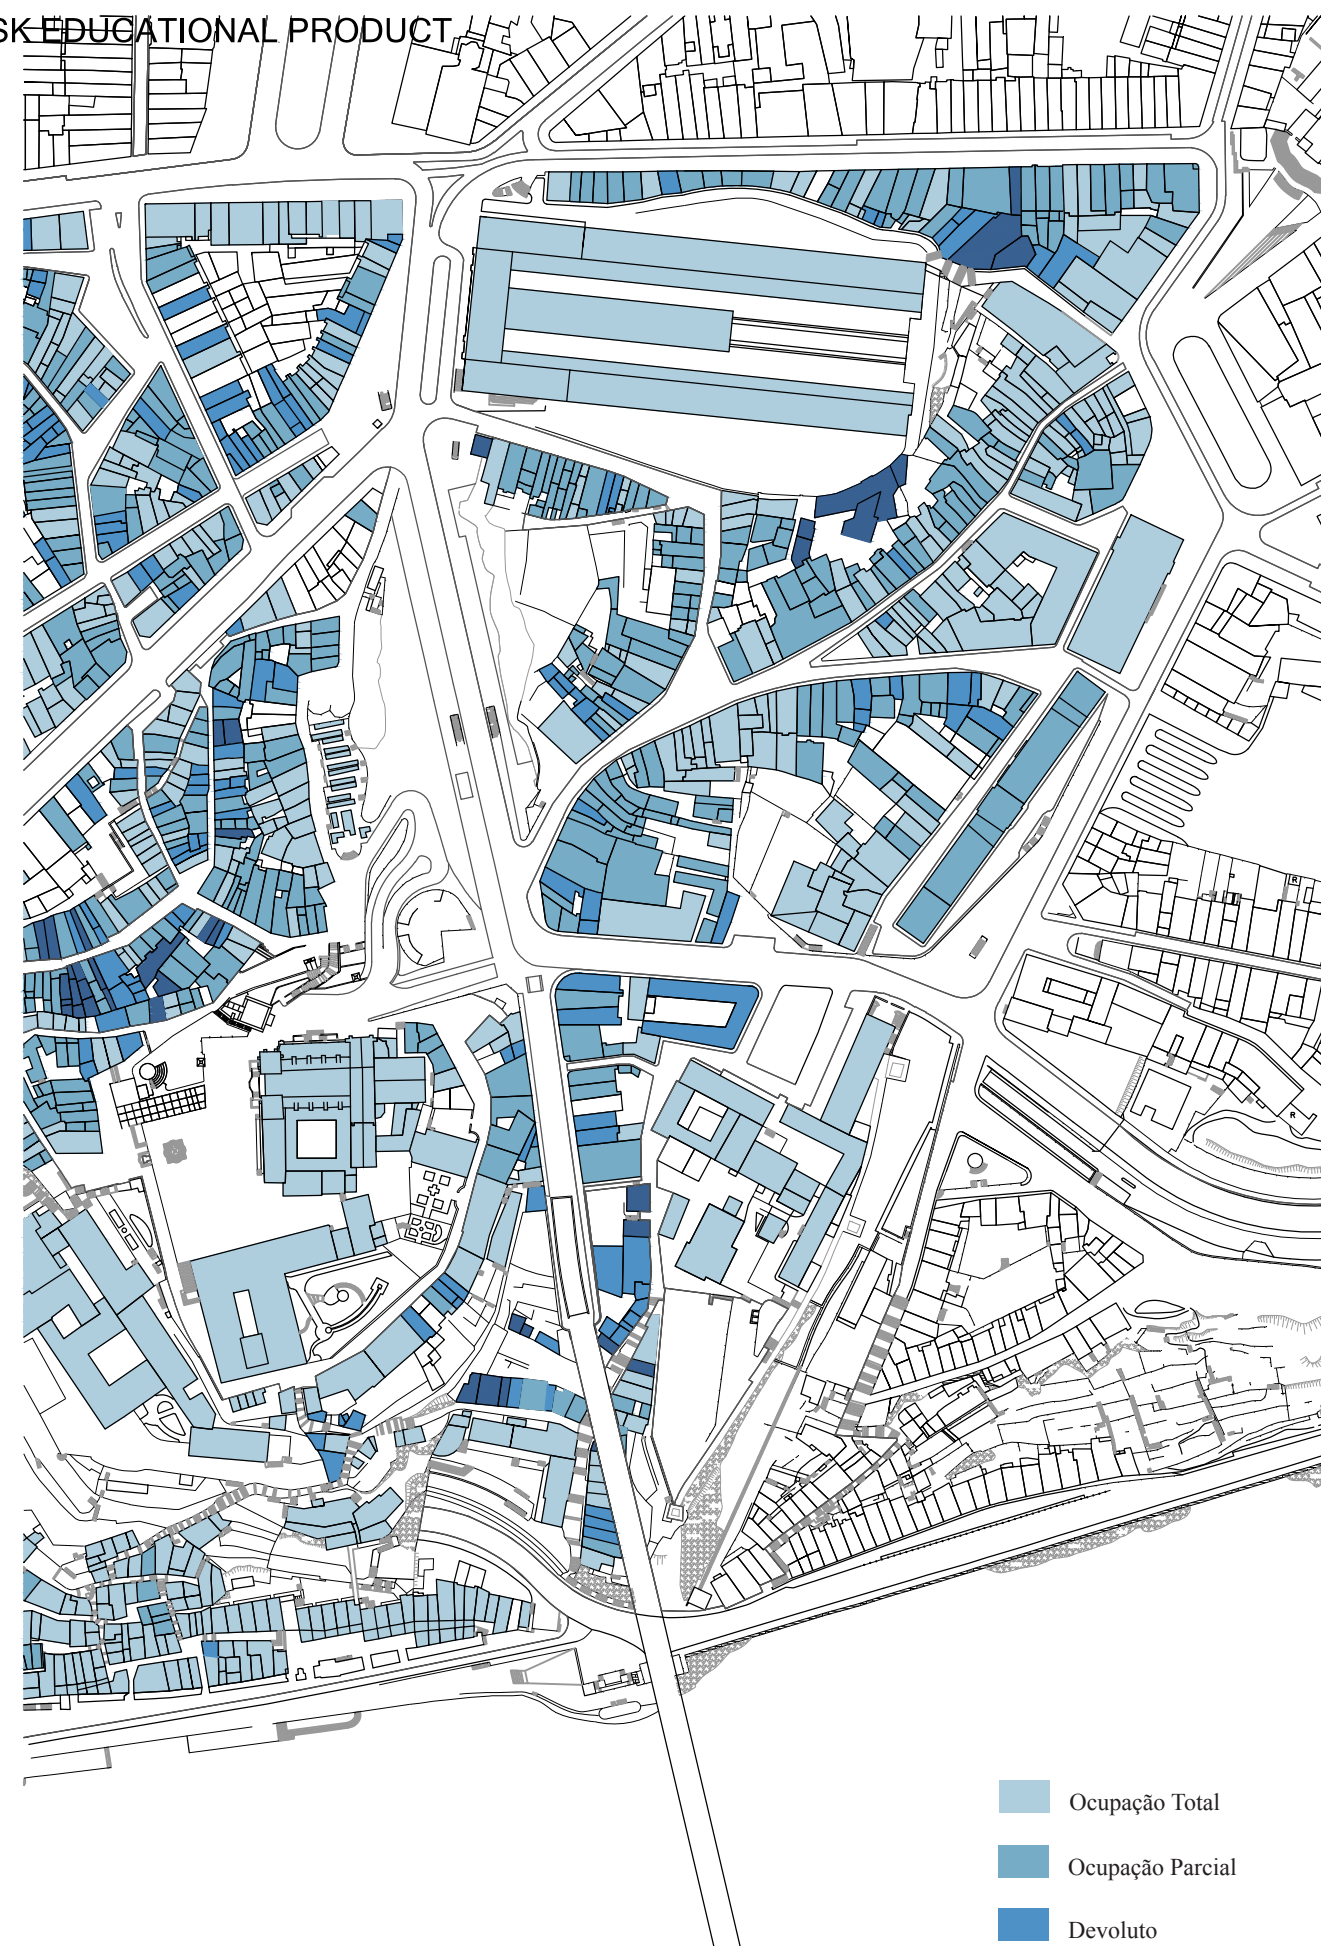 SK EDUCATIONAL PRODUCT
R
R
Ocupação Total
Ocupação Parcial
Devoluto